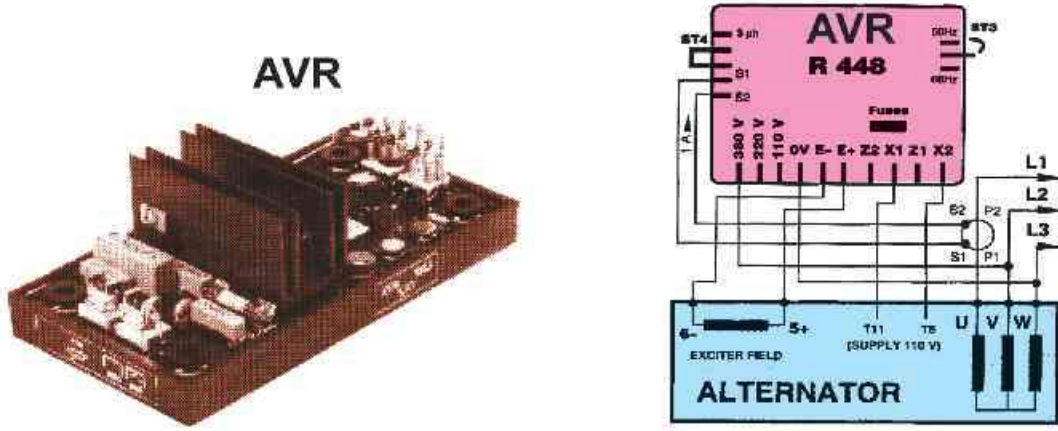 AVR
AVR
R 448
ST4
3 ph
S1
S2
50Hz
60Hz
ST3
Fuses
1A
380 V
220 V
110 V
0V
E-
E+
Z2
X1
Z1
X2
L1
L2
L3
S2
P2
S1
P1
6-
5+
T11
T5
U
V
W
(SUPPLY 110 V)
EXCITER FIELD
ALTERNATOR